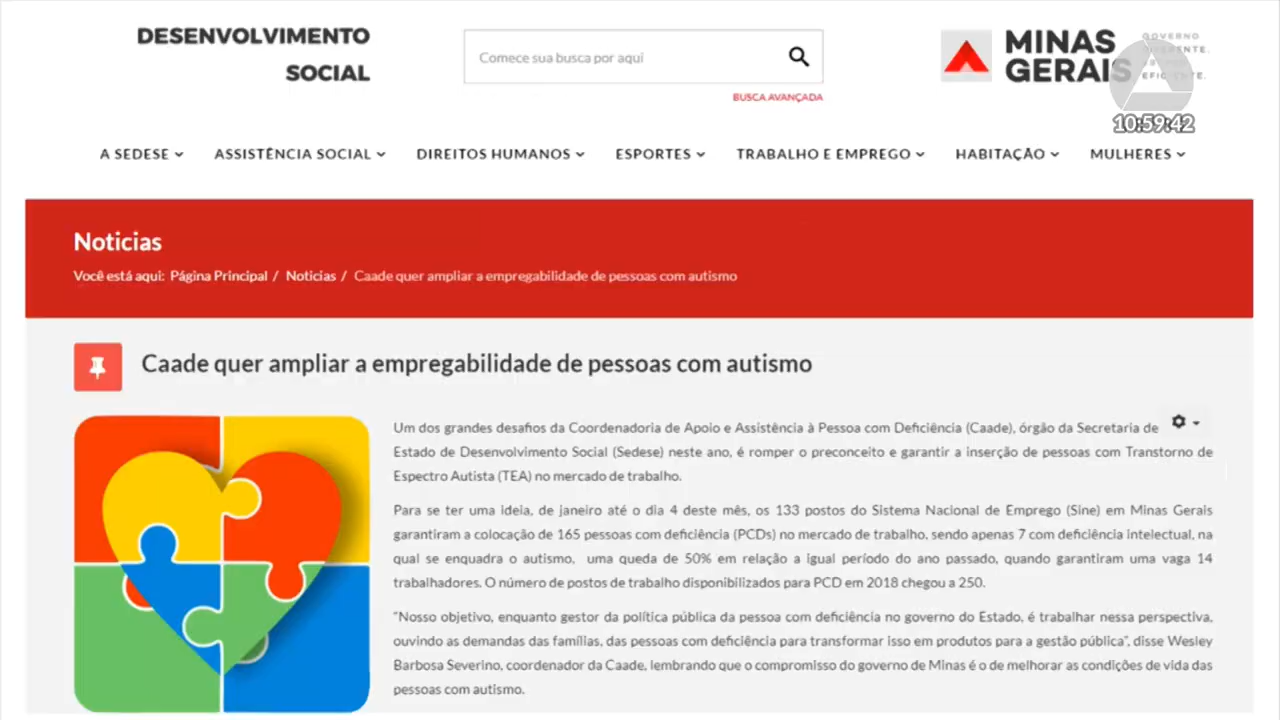 DESENVOLVIMENTO
SOCIAL
Comece sua busca por aqui
BUSCA AVANÇADA
MINAS
GERAIS
GOVERNO
DIFERENTE.
EFICIENTE.
10:59:42
A SEDESE
ASSISTÊNCIA SOCIAL
DIREITOS HUMANOS
ESPORTES
TRABALHO E EMPREGO
HABITAÇÃO
MULHERES
Noticias
Você está aqui: Página Principal / Noticias / Caade quer ampliar a empregabilidade de pessoas com autismo
Caade quer ampliar a empregabilidade de pessoas com autismo
Um dos grandes desafios da Coordenadoria de Apoio e Assistência à Pessoa com Deficiência (Caade), órgão da Secretaria de
Estado de Desenvolvimento Social (Sedese) neste ano, é romper o preconceito e garantir a inserção de pessoas com Transtorno de
Espectro Autista (TEA) no mercado de trabalho.
Para se ter uma ideia, de janeiro até o dia 4 deste mês, os 133 postos do Sistema Nacional de Emprego (Sine) em Minas Gerais
garantiram a colocação de 165 pessoas com deficiência (PCDs) no mercado de trabalho, sendo apenas 7 com deficiência intelectual, na
qual se enquadra o autismo, uma queda de 50% em relação a igual período do ano passado, quando garantiram uma vaga 14
trabalhadores. O número de postos de trabalho disponibilizados para PCD em 2018 chegou a 250.
"Nosso objetivo, enquanto gestor da política pública da pessoa com deficiência no governo do Estado, é trabalhar nessa perspectiva,
ouvindo as demandas das famílias, das pessoas com deficiência para transformar isso em produtos para a gestão pública", disse Wesley
Barbosa Severino, coordenador da Caade, lembrando que o compromisso do governo de Minas é o de melhorar as condições de vida das
pessoas com autismo.